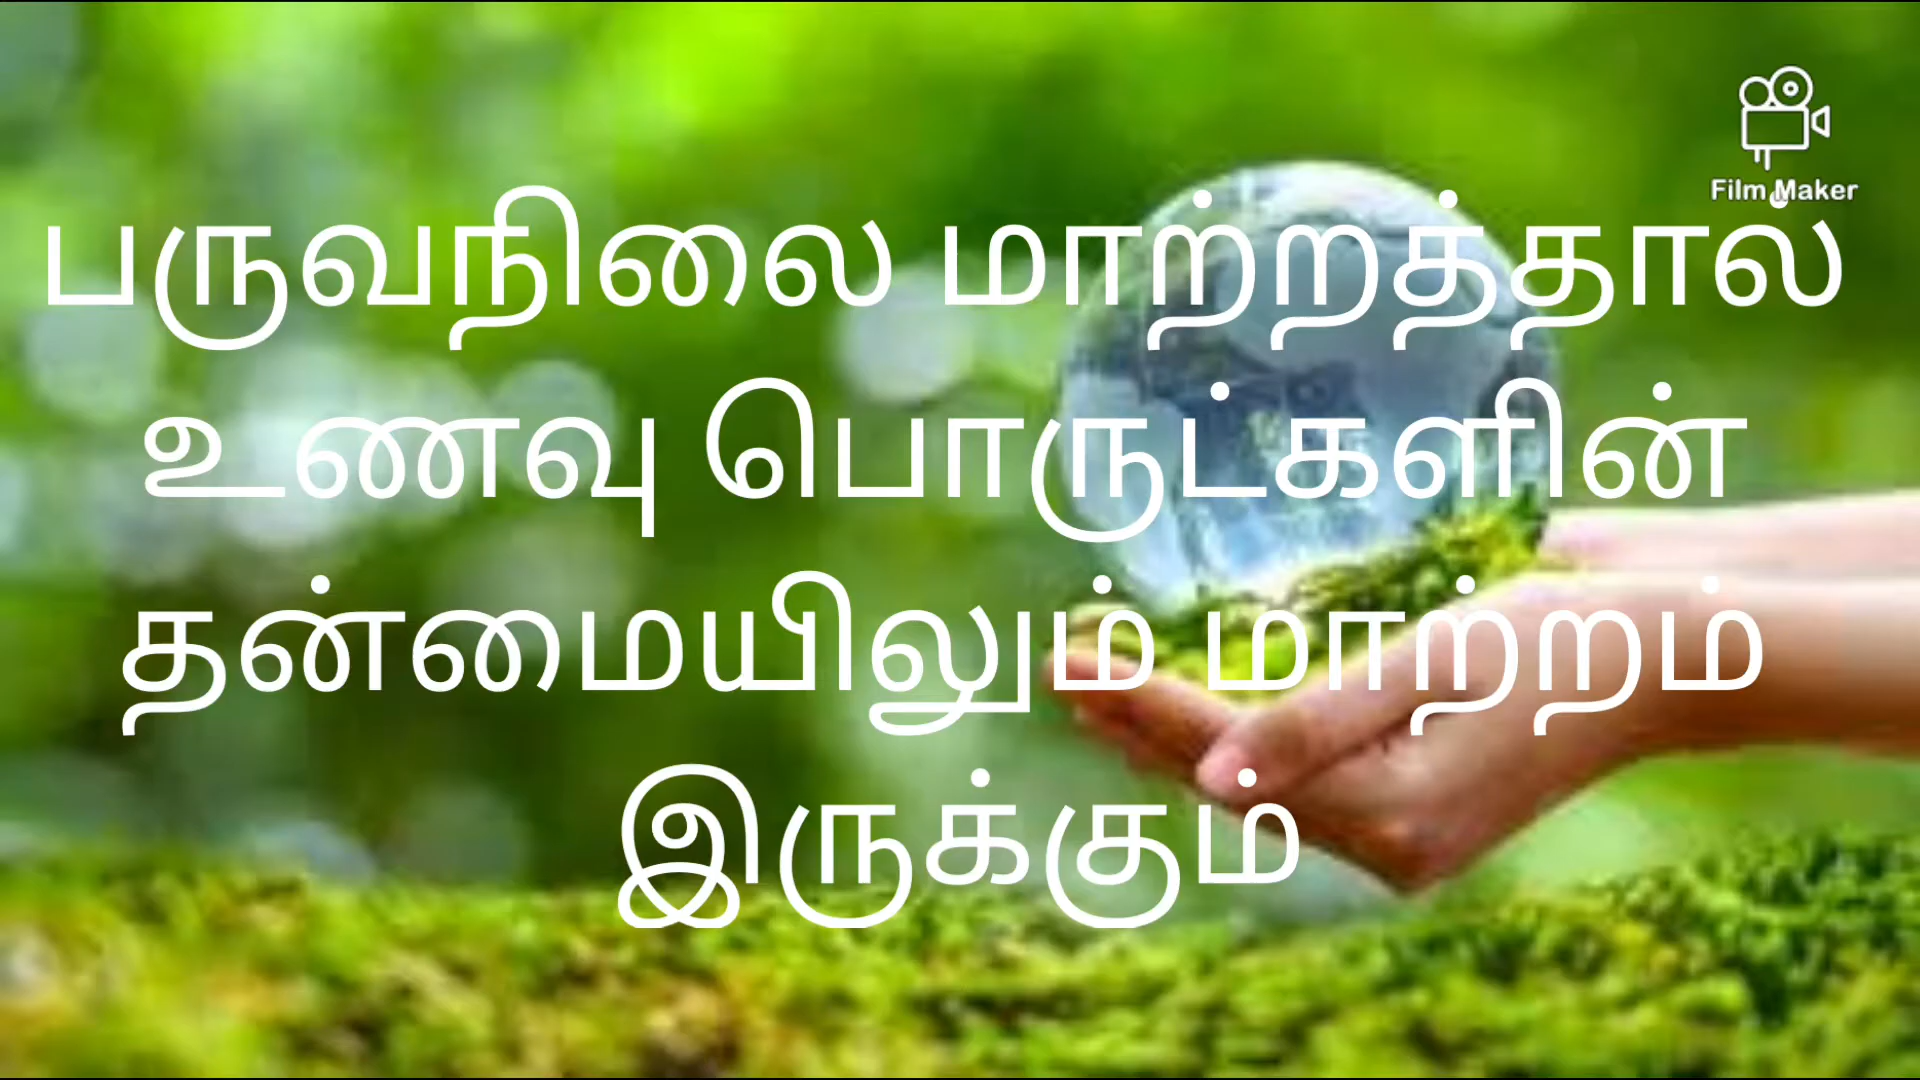 Film Maker
பருவநிலை மாற்றத்தால்
உணவு பொருட்களின்
தன்மையிலும் மாற்றம்
இருக்கும்